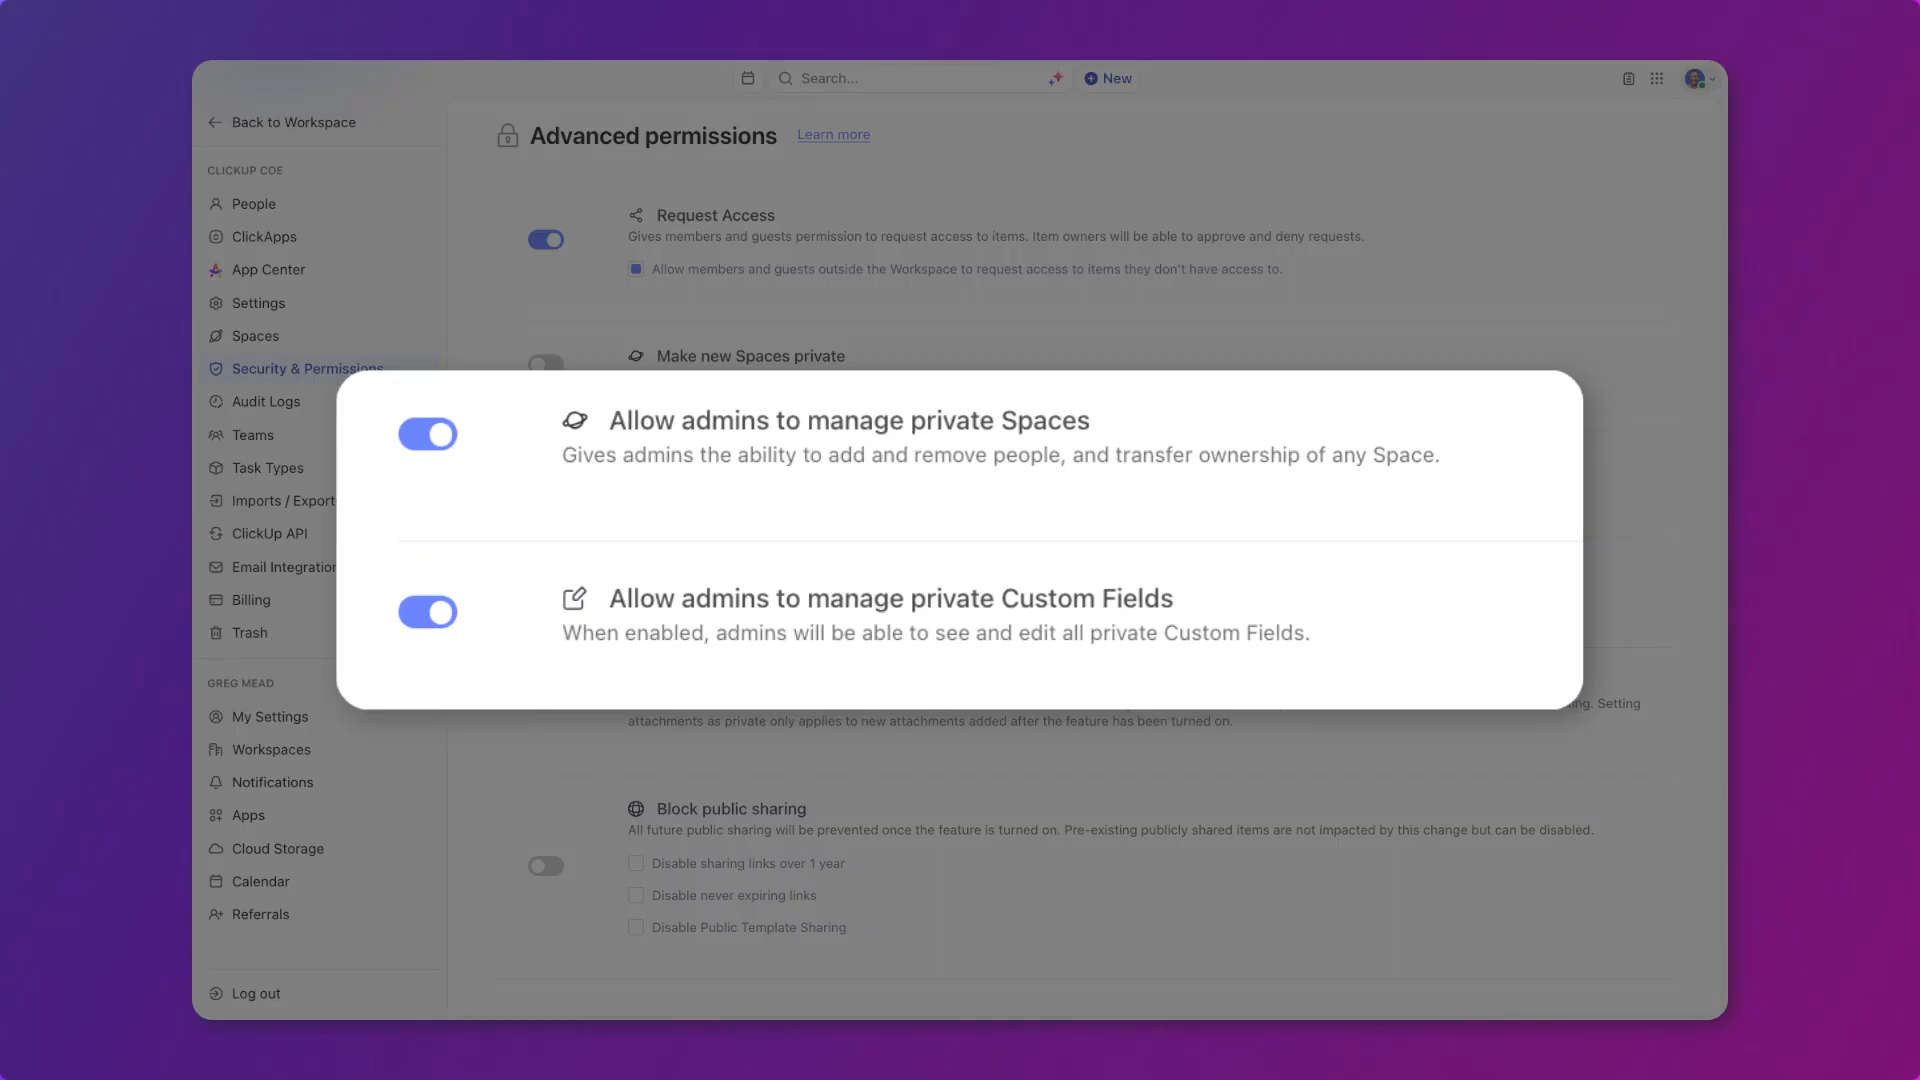 Search...
New
Back to Workspace
CLICKUP COE
People
ClickApps
App Center
Settings
Spaces
Security & Permissions
Audit Logs
Teams
Task Types
Imports / Export
ClickUp API
Email Integration
Billing
Trash
GREG MEAD
My Settings
Workspaces
Notifications
Apps
Cloud Storage
Calendar
Referrals
Log out
Advanced permissions Learn more
Request Access
Gives members and guests permission to request access to items. Item owners will be able to approve and deny requests.
Allow members and guests outside the Workspace to request access to items they don't have access to.
Make new Spaces private
Allow admins to manage private Spaces
Gives admins the ability to add and remove people, and transfer ownership of any Space.
Allow admins to manage private Custom Fields
When enabled, admins will be able to see and edit all private Custom Fields.
Setting
attachments as private only applies to new attachments added after the feature has been turned on.
Block public sharing
All future public sharing will be prevented once the feature is turned on. Pre-existing publicly shared items are not impacted by this change but can be disabled.
Disable sharing links over 1 year
Disable never expiring links
Disable Public Template Sharing